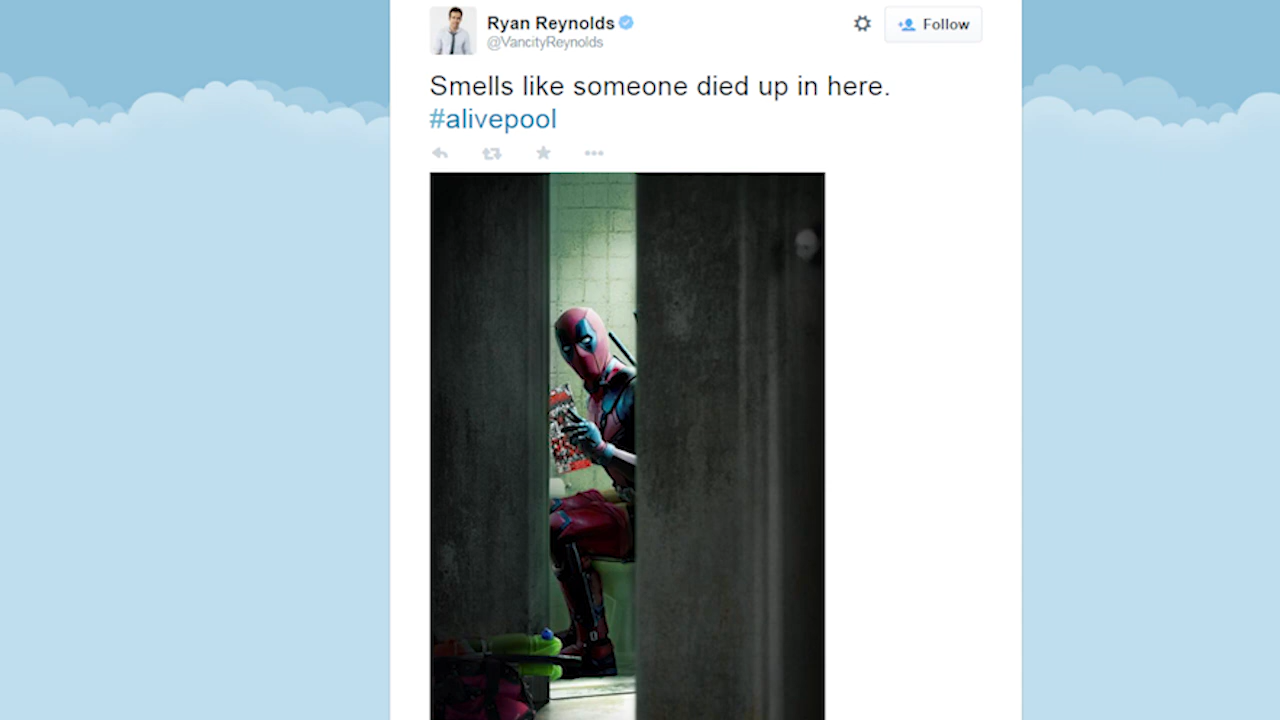 Ryan Reynolds
@VancityReynolds
Follow
Smells like someone died up in here.
#alivepool